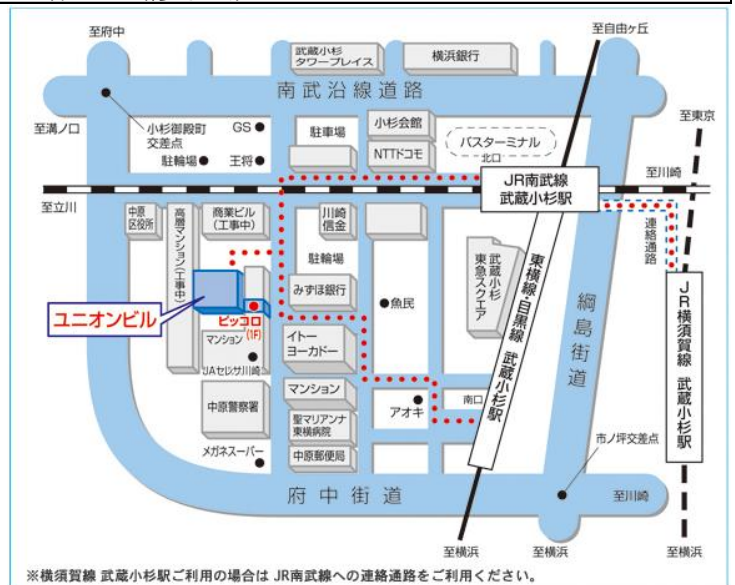 至府中
武蔵小杉
タワープレイス
横浜銀行
至自由ヶ丘
南武沿線道路
至東京
至溝ノ口
小杉御殿町
交差点
GS
駐輪場
王将
駐車場
小杉会館
NTTドコモ
バスターミナル
北口
JR南武線
武蔵小杉駅
至川崎
至立川
中原
区役所
高層マンション(工事中)
商業ビル
(工事中)
川崎
信金
駐輪場
みずほ銀行
魚民
武蔵小杉
東急スクエア
東横線・目黒線 武蔵小杉駅
綱島街道
連絡通路
JR横須賀線 武蔵小杉駅
ユニオンビル
ピッコロ
(1F)
マンション
JAセレサ川崎
イトー
ヨーカドー
中原警察署
マンション
聖マリアンナ
東横病院
中原郵便局
アオキ
南口
メガネスーパー
市ノ坪交差点
府中街道
至川崎
至横浜
至横浜
至横浜
※横須賀線 武蔵小杉駅ご利用の場合は JR南武線への連絡通路をご利用ください。